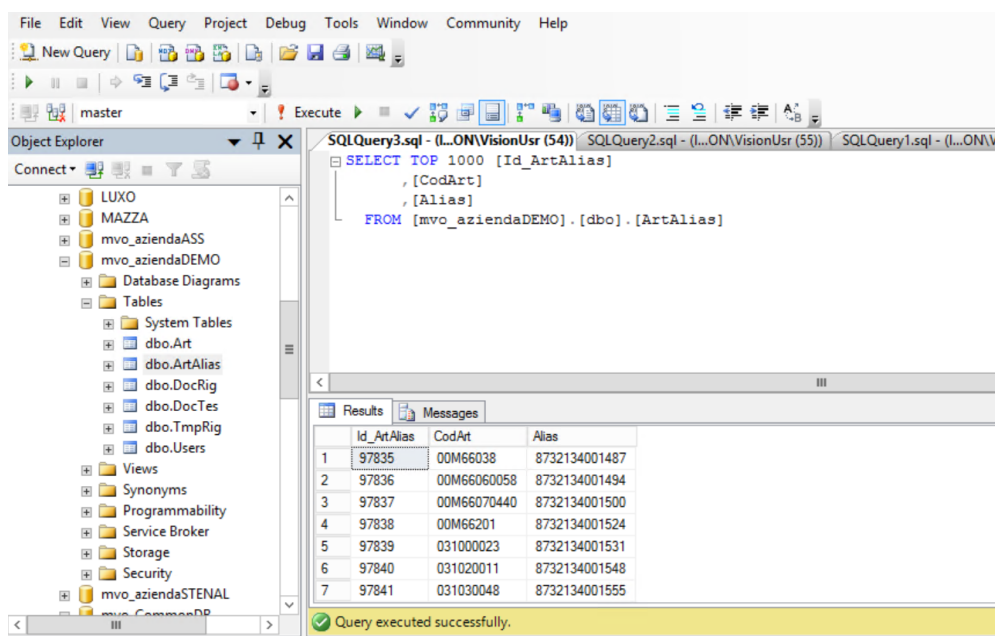 File Edit View Query Project Debug Tools Window Community Help
New Query
master Execute
Object Explorer
Connect
LUXO
MAZZA
mvo_aziendaASS
mvo_aziendaDEMO
Database Diagrams
Tables
System Tables
dbo.Art
dbo.ArtAlias
dbo.DocRig
dbo.DocTes
dbo.TmpRig
dbo.Users
Views
Synonyms
Programmability
Service Broker
Storage
Security
mvo_aziendaSTENAL
mvo_CommonDB
SQLQuery3.sql - (l...ON\VisionUsr (54)) SQLQuery2.sql - (l...ON\VisionUsr (55)) SQLQuery1.sql - (l...ON\V
SELECT TOP 1000 [Id_ArtAlias]
,[CodArt]
,[Alias]
FROM [mvo_aziendaDEMO].[dbo].[ArtAlias]
Results Messages
Id_ArtAlias CodArt Alias
1 97835 00M66038 8732134001487
2 97836 00M66060058 8732134001494
3 97837 00M66070440 8732134001500
4 97838 00M66201 8732134001524
5 97839 031000023 8732134001531
6 97840 031020011 8732134001548
7 97841 031030048 8732134001555
Query executed successfully.